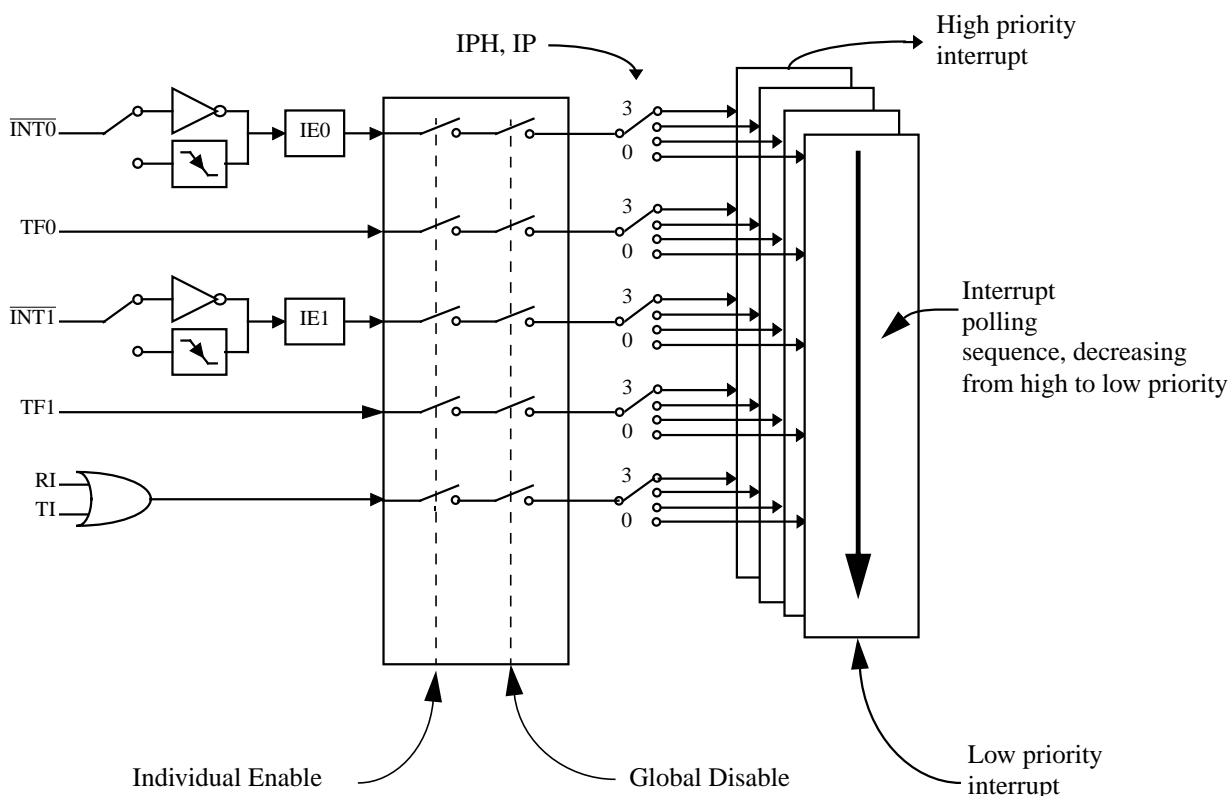 High priority
interrupt
IPH, IP
3
INT0
IE0
0
3
TF0
0
3
INT1
IE1
0
Interrupt
polling
sequence, decreasing
from high to low priority
3
TF1
0
RI
3
TI
0
Individual Enable
Global Disable
Low priority
interrupt